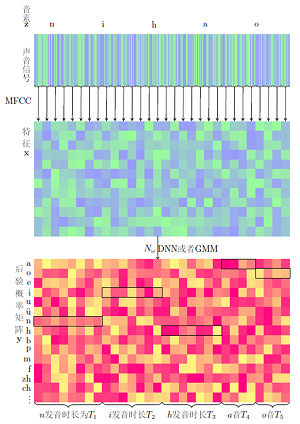 音素
z n i h a o
声音信号
MFCC
特征
x
N_w DNN或者GMM
后验概率矩阵
y
a
o
e
i
u
ü
n
h
p
m
f
zh
ch
⋮
n发音时长为T₁ i发音时长T₂ h发音时长T₃ a音T₄ o音T₅